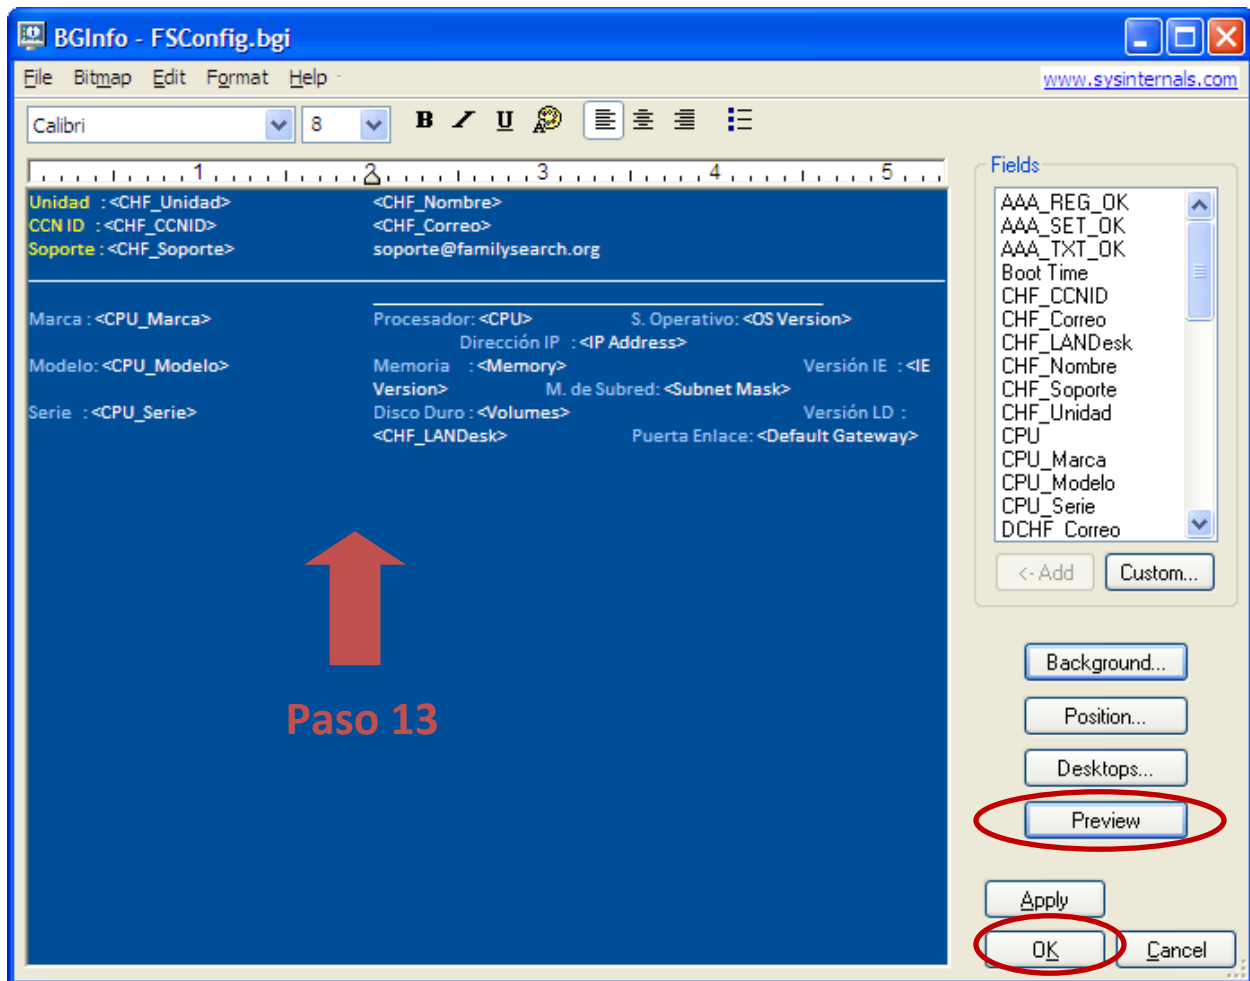 BGInfo - FSConfig.bgi
File Bitmap Edit Format Help
www.sysinternals.com
Calibri 8 B I U
1 2 3 4 5
Unidad : <CHF_Unidad> <CHF_Nombre>
CCN ID : <CHF_CCNID> <CHF_Correo>
Soporte : <CHF_Soporte> soporte@familysearch.org
Marca : <CPU_Marca> Procesador: <CPU> S. Operativo: <OS Version>
Dirección IP : <IP Address>
Modelo: <CPU_Modelo> Memoria : <Memory> Versión IE : <IE
Version> M. de Subred: <Subnet Mask>
Serie : <CPU_Serie> Disco Duro : <Volumes> Versión LD :
<CHF_LANDesk> Puerta Enlace: <Default Gateway>
Paso 13
Fields
AAA_REG_OK
AAA_SET_OK
AAA_TXT_OK
Boot Time
CHF_CCNID
CHF_Correo
CHF_LANDesk
CHF_Nombre
CHF_Soporte
CHF_Unidad
CPU
CPU_Marca
CPU_Modelo
CPU_Serie
DCHF_Correo
<- Add Custom...
Background...
Position...
Desktops...
Preview
Apply
OK Cancel